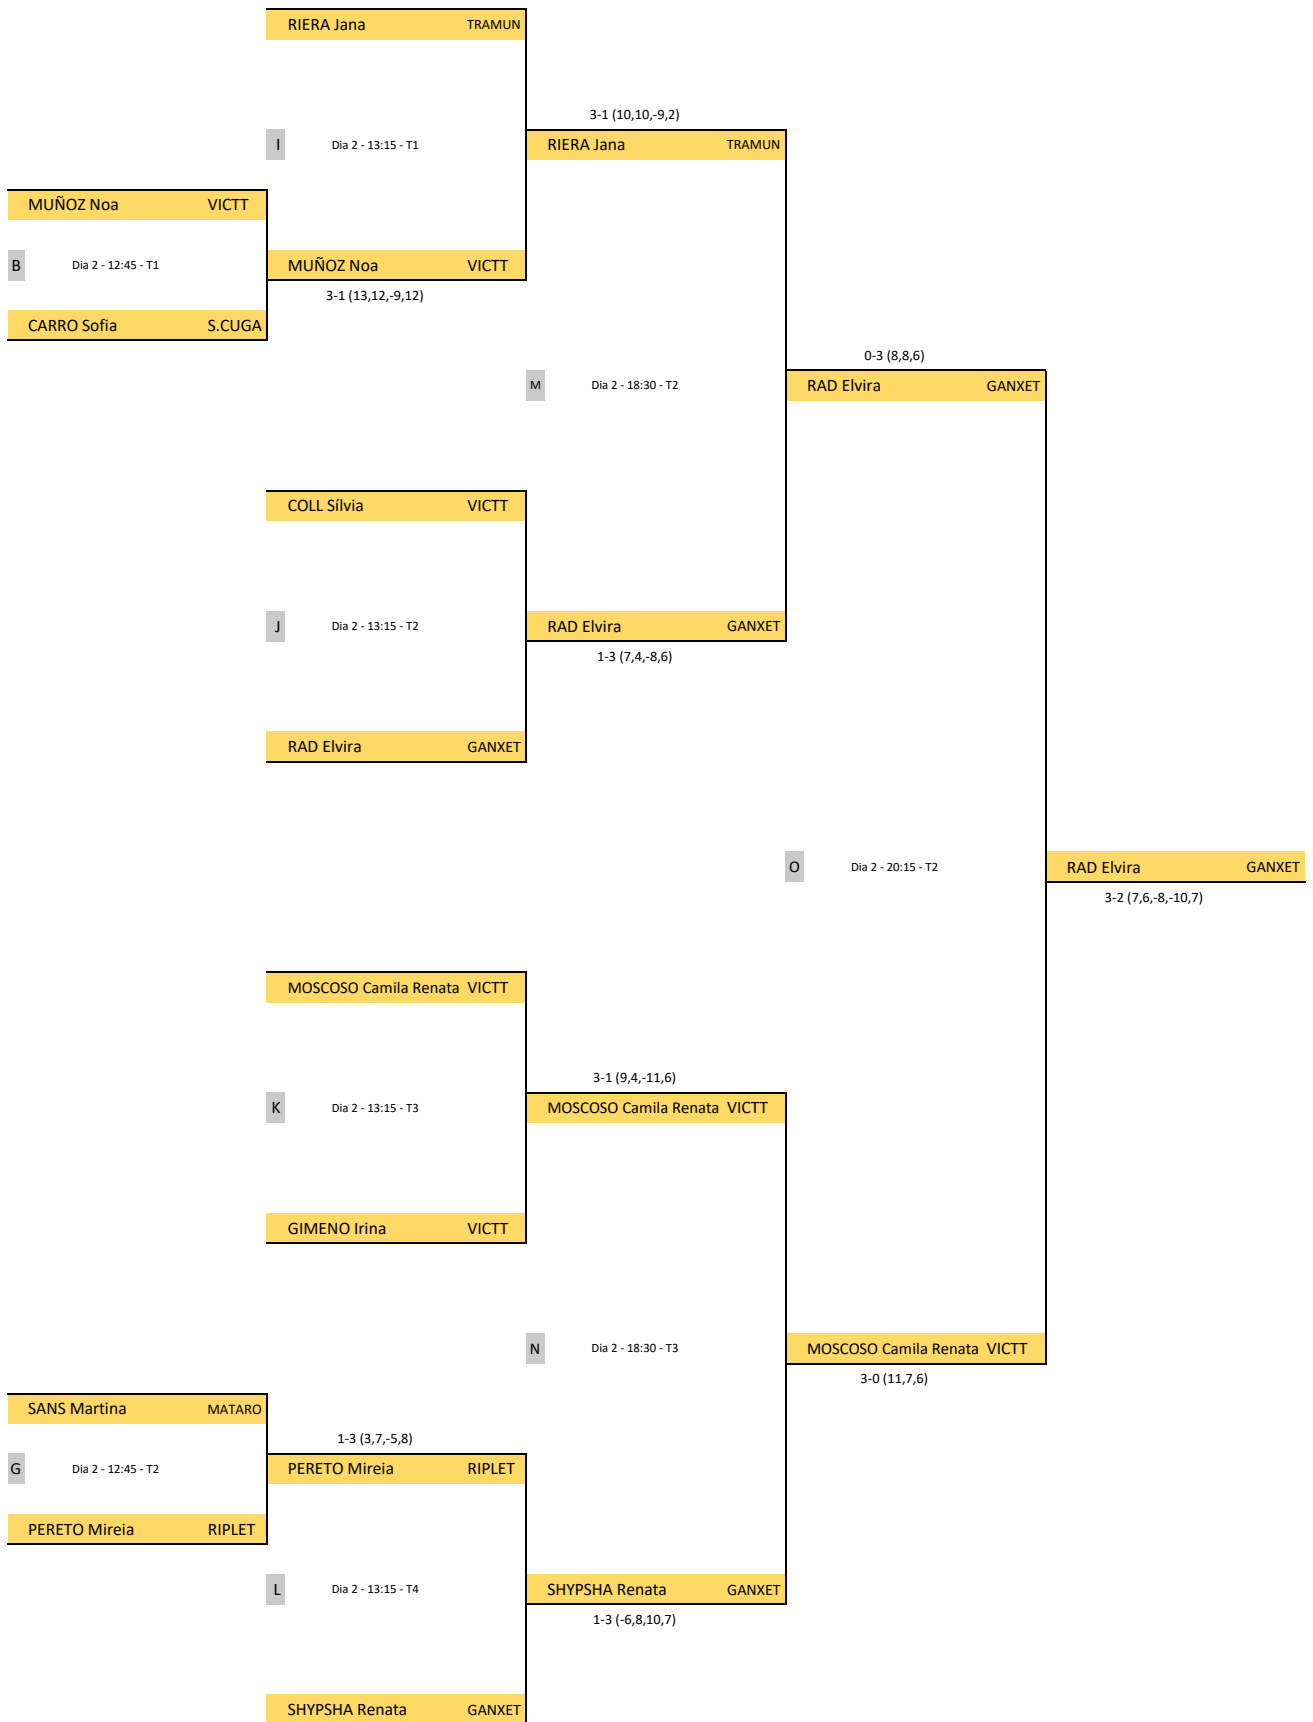 RIERA Jana TRAMUN
3-1 (10,10,-9,2)
I Dia 2 - 13:15 - T1 RIERA Jana TRAMUN
MUÑOZ Noa VICTT
B Dia 2 - 12:45 - T1 MUÑOZ Noa VICTT
3-1 (13,12,-9,12)
CARRO Sofia S.CUGA
0-3 (8,8,6)
M Dia 2 - 18:30 - T2 RAD Elvira GANXET
COLL Sílvia VICTT
J Dia 2 - 13:15 - T2 RAD Elvira GANXET
1-3 (7,4,-8,6)
RAD Elvira GANXET
O Dia 2 - 20:15 - T2 RAD Elvira GANXET
3-2 (7,6,-8,-10,7)
MOSCOSO Camila Renata VICTT
3-1 (9,4,-11,6)
K Dia 2 - 13:15 - T3 MOSCOSO Camila Renata VICTT
GIMENO Irina VICTT
N Dia 2 - 18:30 - T3 MOSCOSO Camila Renata VICTT
3-0 (11,7,6)
SANS Martina MATARO
1-3 (3,7,-5,8)
G Dia 2 - 12:45 - T2 PERETO Mireia RIPLET
PERETO Mireia RIPLET
L Dia 2 - 13:15 - T4 SHYPSHA Renata GANXET
1-3 (-6,8,10,7)
SHYPSHA Renata GANXET